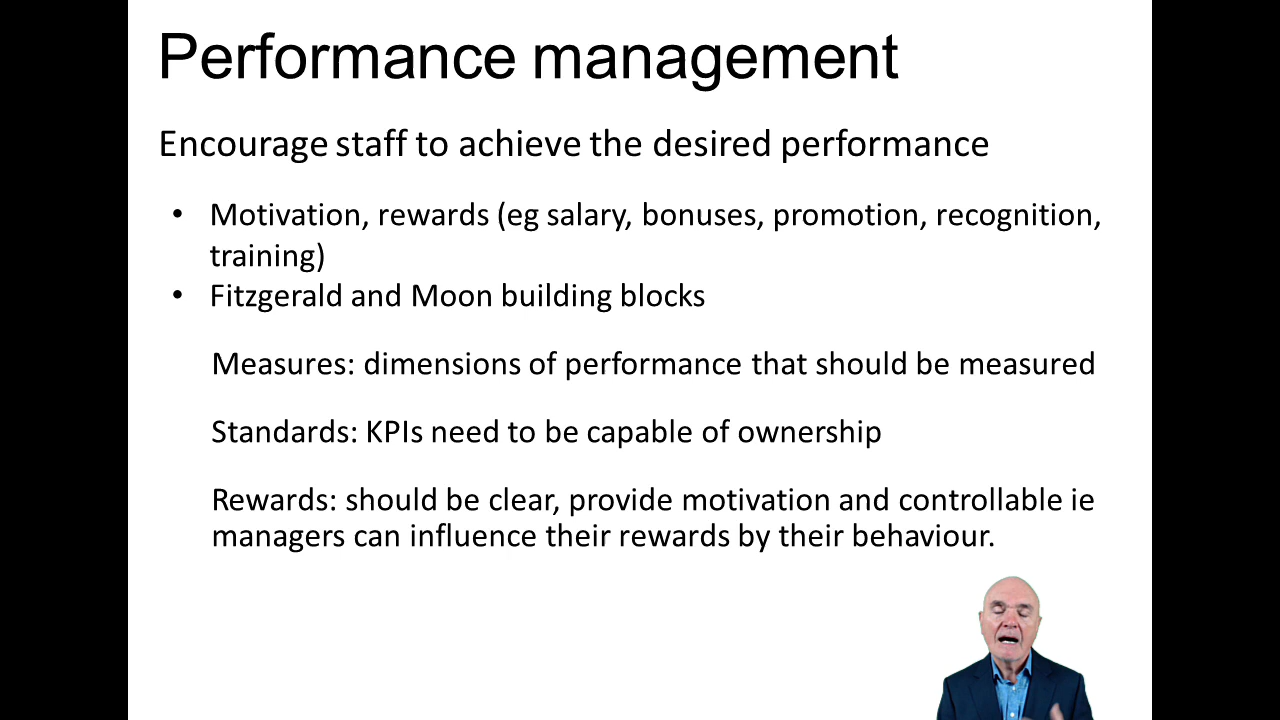 Performance management
Encourage staff to achieve the desired performance
• Motivation, rewards (eg salary, bonuses, promotion, recognition,
training)
• Fitzgerald and Moon building blocks
Measures: dimensions of performance that should be measured
Standards: KPIs need to be capable of ownership
Rewards: should be clear, provide motivation and controllable ie
managers can influence their rewards by their behaviour.